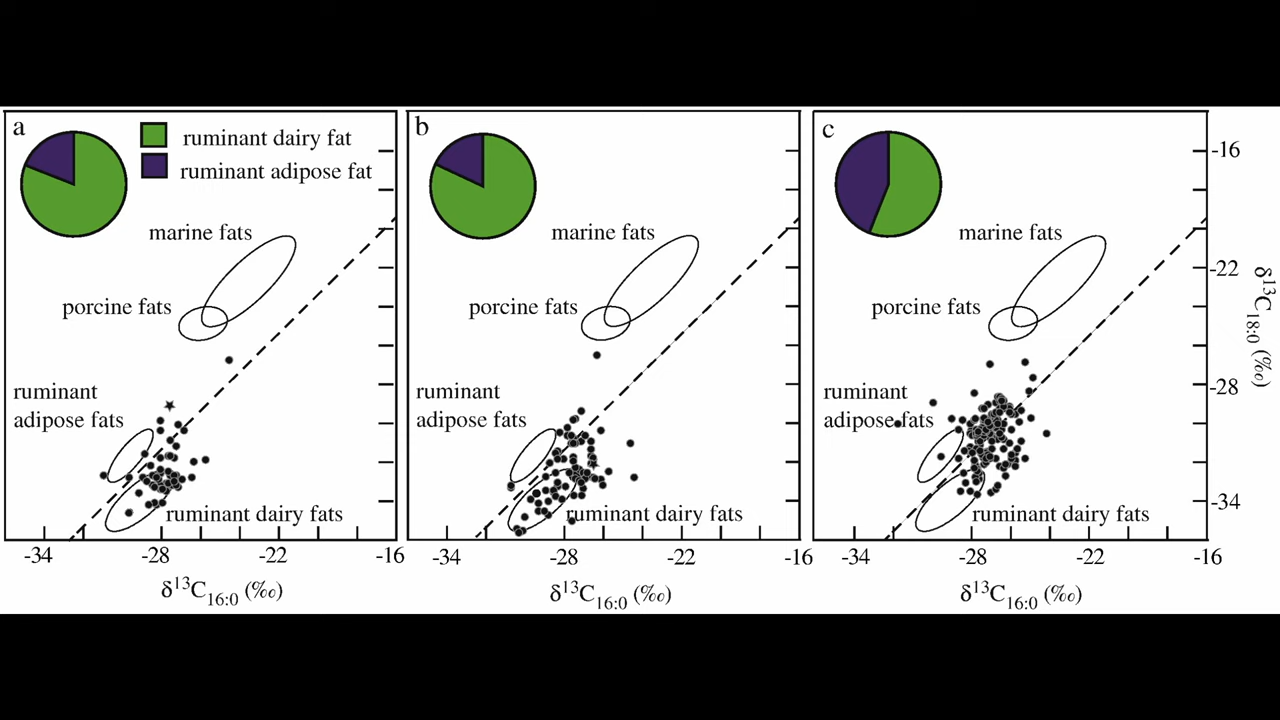 a
ruminant dairy fat
ruminant adipose fat
marine fats
porcine fats
ruminant
adipose fats
ruminant dairy fats
-34
-28
-22
-16
δ¹³C₁₆:₀ (‰)
b
marine fats
porcine fats
ruminant
adipose fats
ruminant dairy fats
-34
-28
-22
-16
δ¹³C₁₆:₀ (‰)
c
marine fats
porcine fats
ruminant
adipose fats
ruminant dairy fats
-34
-28
-22
-16
δ¹³C₁₆:₀ (‰)
-16
-22
-28
-34
δ¹³C₁₈:₀ (‰)